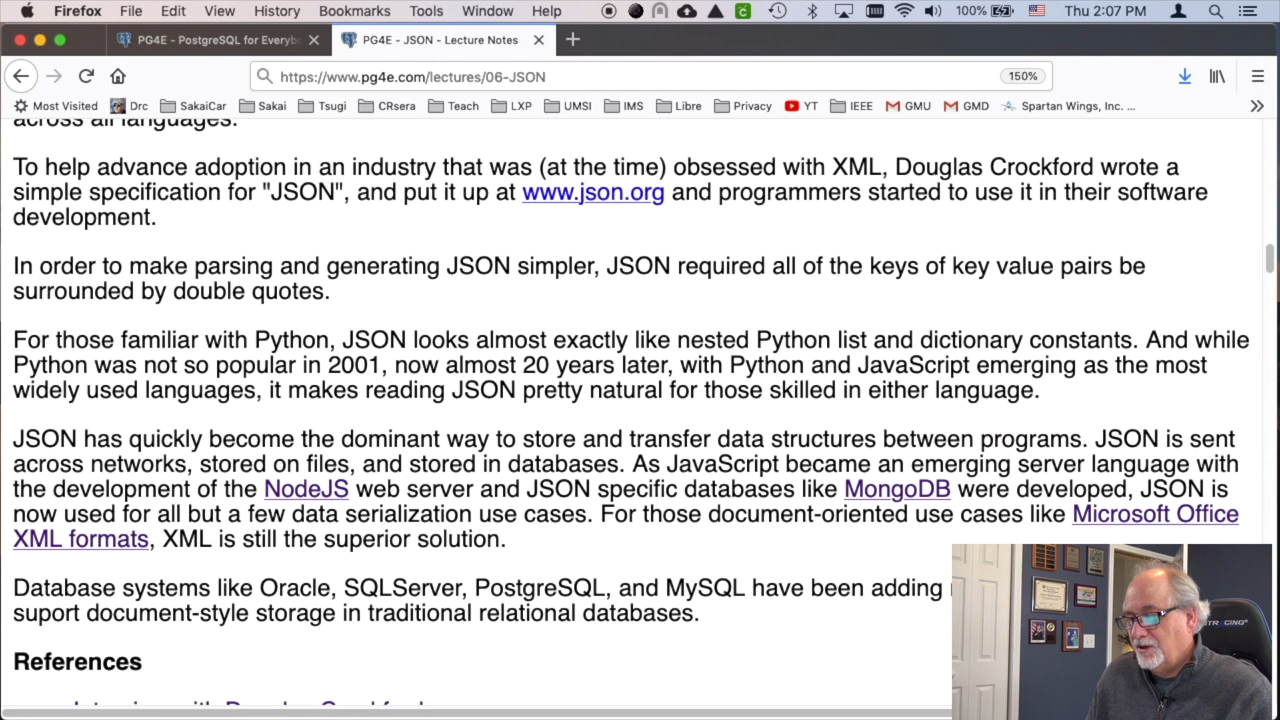 Firefox File Edit View History Bookmarks Tools Window Help 100% Thu 2:07 PM
PG4E - PostgreSQL for Everybo PG4E - JSON - Lecture Notes
https://www.pg4e.com/lectures/06-JSON 150%
Most Visited Drc SakaiCar Sakai Tsugi CRsera Teach LXP UMSI IMS Libre Privacy YT IEEE GMU GMD Spartan Wings, Inc. ...
across all languages.
To help advance adoption in an industry that was (at the time) obsessed with XML, Douglas Crockford wrote a
simple specification for "JSON", and put it up at www.json.org and programmers started to use it in their software
development.
In order to make parsing and generating JSON simpler, JSON required all of the keys of key value pairs be
surrounded by double quotes.
For those familiar with Python, JSON looks almost exactly like nested Python list and dictionary constants. And while
Python was not so popular in 2001, now almost 20 years later, with Python and JavaScript emerging as the most
widely used languages, it makes reading JSON pretty natural for those skilled in either language.
JSON has quickly become the dominant way to store and transfer data structures between programs. JSON is sent
across networks, stored on files, and stored in databases. As JavaScript became an emerging server language with
the development of the NodeJS web server and JSON specific databases like MongoDB were developed, JSON is
now used for all but a few data serialization use cases. For those document-oriented use cases like Microsoft Office
XML formats, XML is still the superior solution.
Database systems like Oracle, SQLServer, PostgreSQL, and MySQL have been adding
suport document-style storage in traditional relational databases.
References
Interview with Douglas Crockford